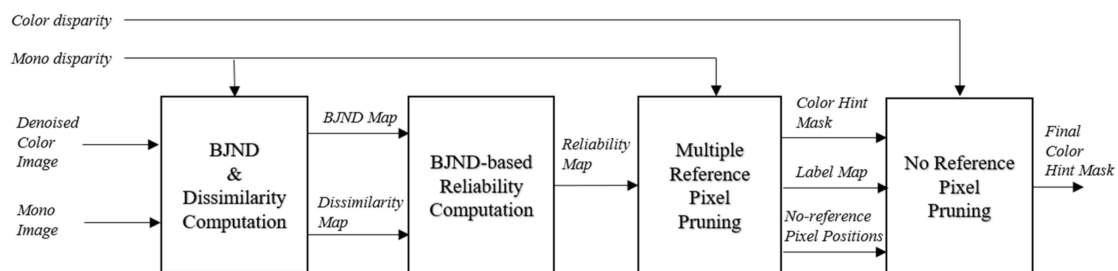 Color disparity
Mono disparity
Denoised
Color
Image
Mono
Image
BJND
&
Dissimilarity
Computation
BJND Map
Dissimilarity
Map
BJND-based
Reliability
Computation
Reliability
Map
Multiple
Reference
Pixel
Pruning
Color Hint
Mask
Label Map
No-reference
Pixel Positions
No Reference
Pixel
Pruning
Final
Color
Hint Mask